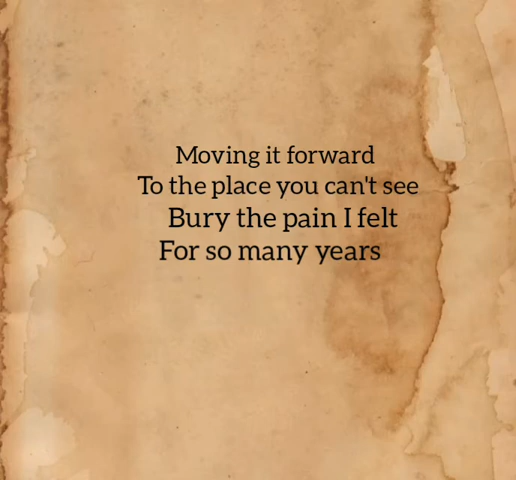 Moving it forward
To the place you can't see
Bury the pain I felt
For so many years